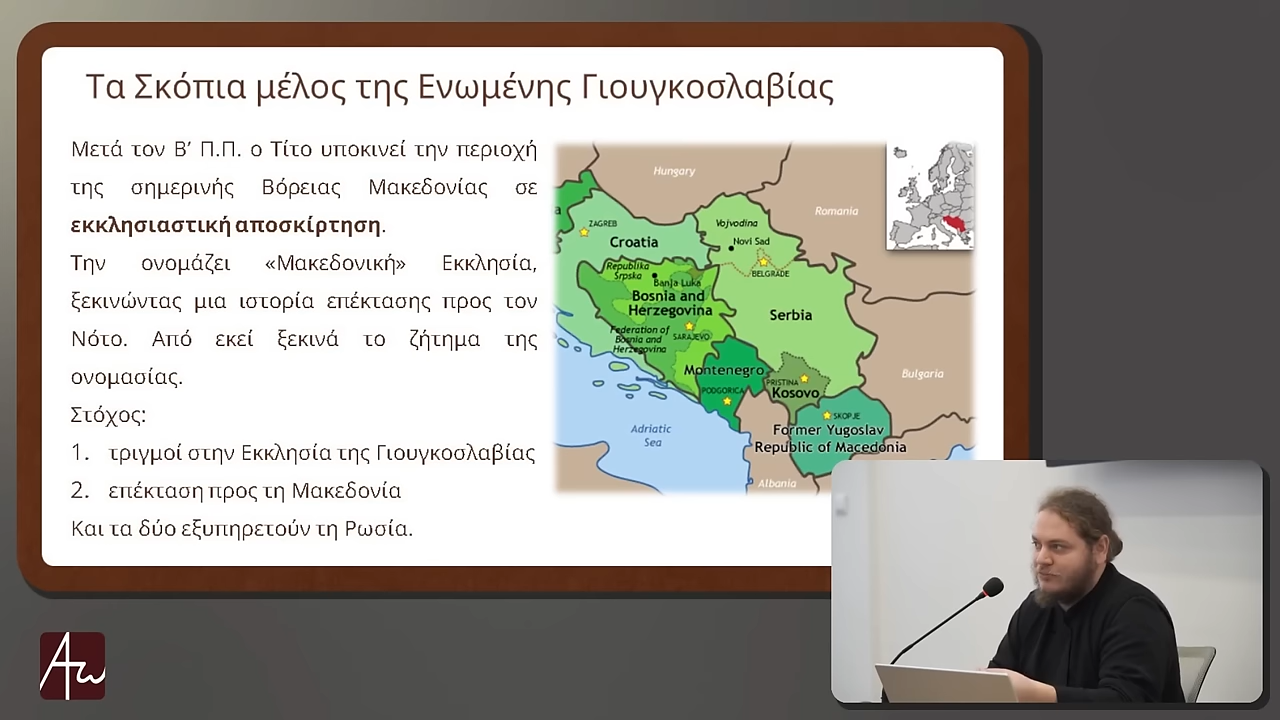 Τα Σκόπια μέλος της Ενωμένης Γιουγκοσλαβίας
Μετά τον Β’ Π.Π. ο Τίτο υποκινεί την περιοχή
της σημερινής Βόρειας Μακεδονίας σε
εκκλησιαστική αποσκίρτηση.
Την ονομάζει «Μακεδονική» Εκκλησία,
ξεκινώντας μια ιστορία επέκτασης προς τον
Νότο. Από εκεί ξεκινά το ζήτημα της
ονομασίας.
Στόχος:
1. τριγμοί στην Εκκλησία της Γιουγκοσλαβίας
2. επέκταση προς τη Μακεδονία
Και τα δύο εξυπηρετούν τη Ρωσία.
Hungary
Romania
a
ZAGREB
Croatia
Vojvodina
Novi Sad
BELGRADE
Republika
Srpska
Banja Luka
Bosnia and
Herzegovina
Federation of
Bosnia and
Herzegovina
SARAJEVO
Serbia
Montenegro
PODGORICA
PRISTINA
Kosovo
Bulgaria
SKOPJE
Former Yugoslav
Republic of Macedonia
Adriatic
Sea
Albania
Aω